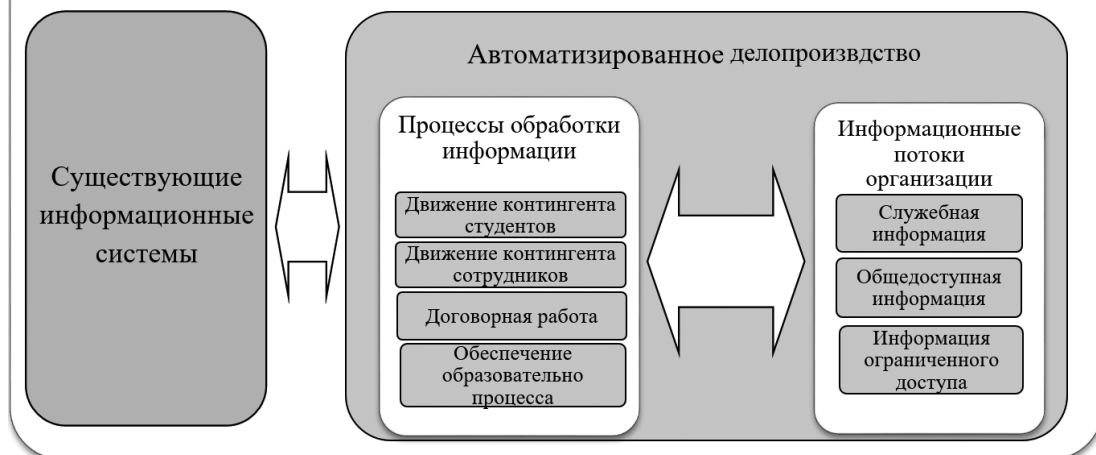 Существующие
информационные
системы
Автоматизированное делопроизвдство
Процессы обработки
информации
Движение контингента
студентов
Движение контингента
сотрудников
Договорная работа
Обеспечение
образовательно
процесса
Информационные
потоки
организации
Служебная
информация
Общедоступная
информация
Информация
ограниченного
доступа